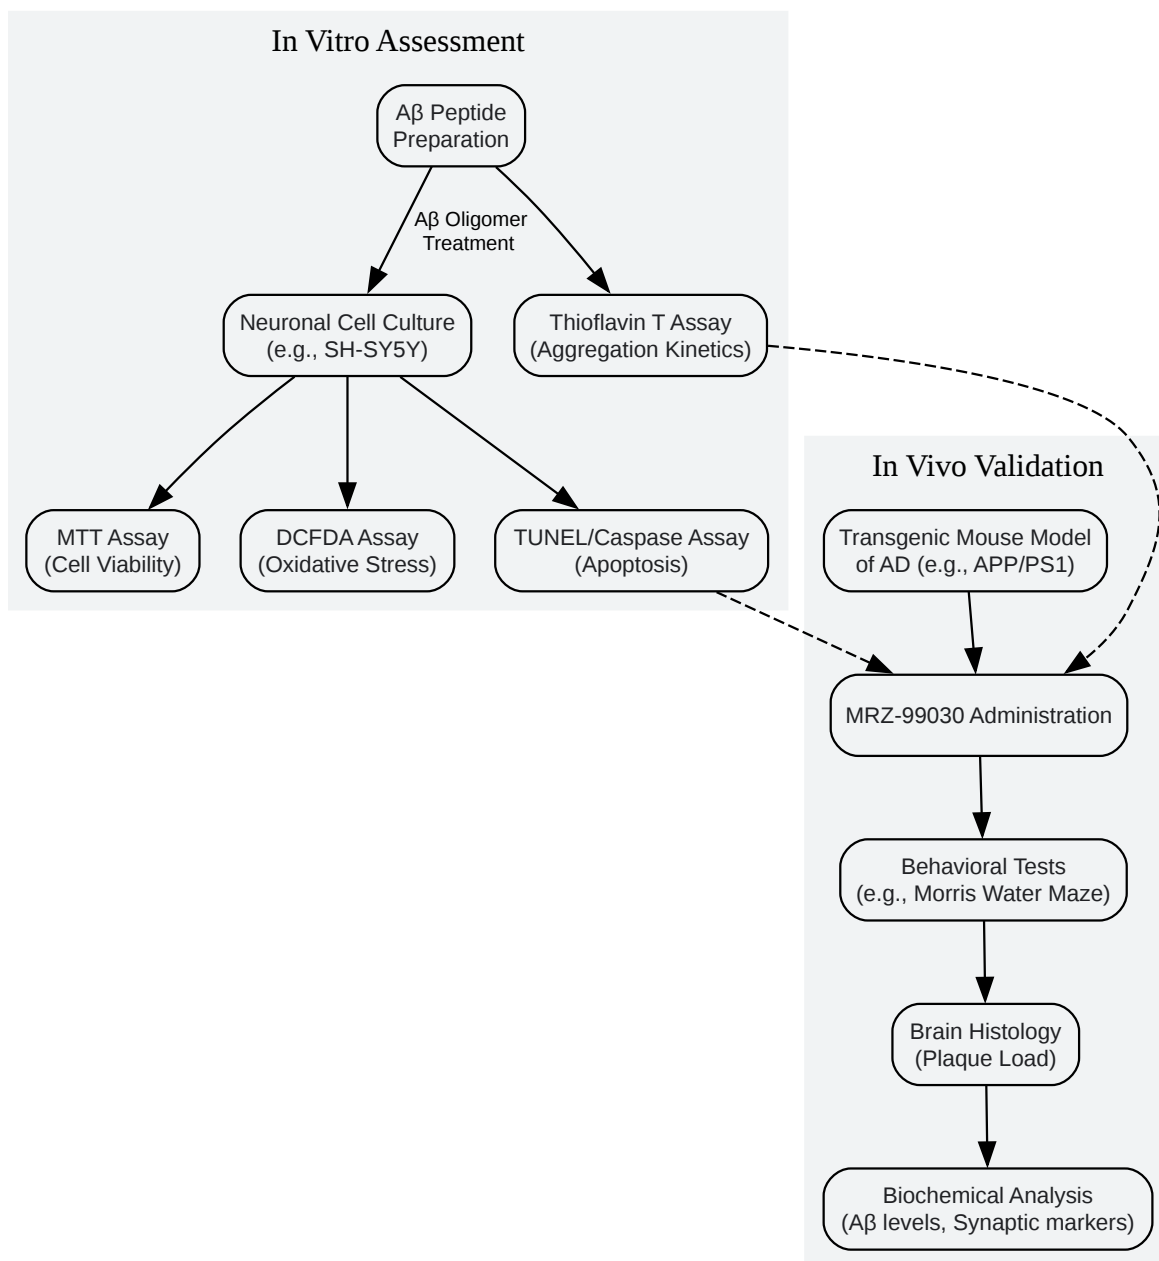 In Vitro Assessment
Aβ Peptide
Preparation
Aβ Oligomer
Treatment
Neuronal Cell Culture
(e.g., SH-SY5Y)
Thioflavin T Assay
(Aggregation Kinetics)
MTT Assay
(Cell Viability)
DCFDA Assay
(Oxidative Stress)
TUNEL/Caspase Assay
(Apoptosis)
In Vivo Validation
Transgenic Mouse Model
of AD (e.g., APP/PS1)
MRZ-99030 Administration
Behavioral Tests
(e.g., Morris Water Maze)
Brain Histology
(Plaque Load)
Biochemical Analysis
(Aβ levels, Synaptic markers)